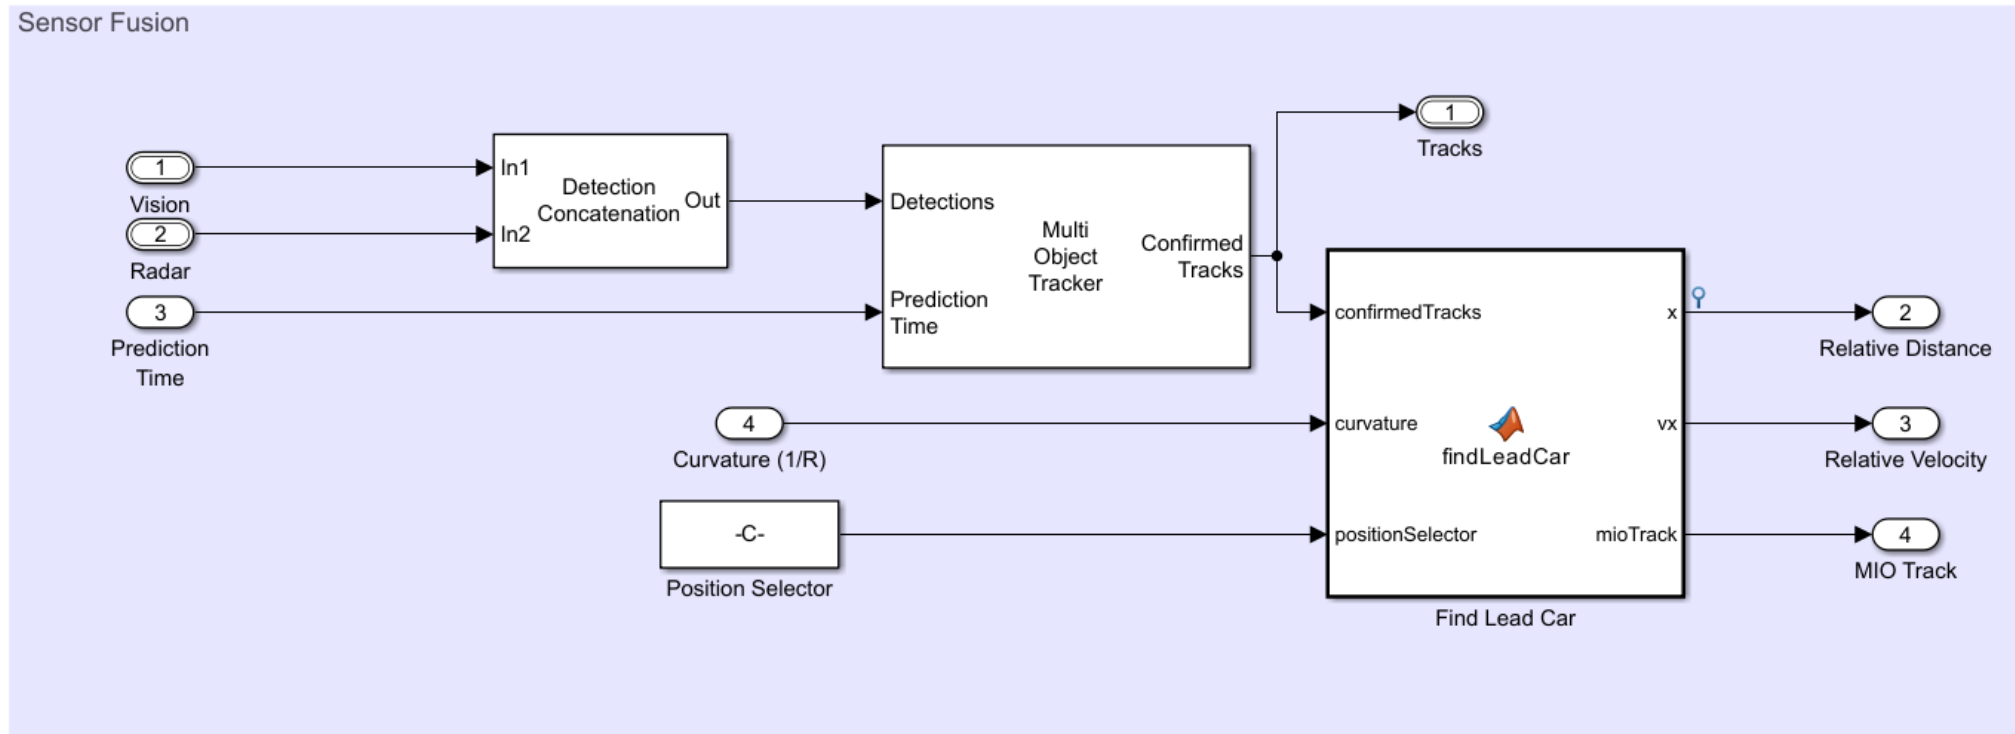 Sensor Fusion
1
Vision
2
Radar
3
Prediction
Time
In1
In2
Detection
Concatenation
Out
Detections
Prediction
Time
Multi
Object
Tracker
Confirmed
Tracks
1
Tracks
4
Curvature (1/R)
-C-
Position Selector
confirmedTracks
curvature
positionSelector
findLeadCar
x
vx
mioTrack
Find Lead Car
2
Relative Distance
3
Relative Velocity
4
MIO Track